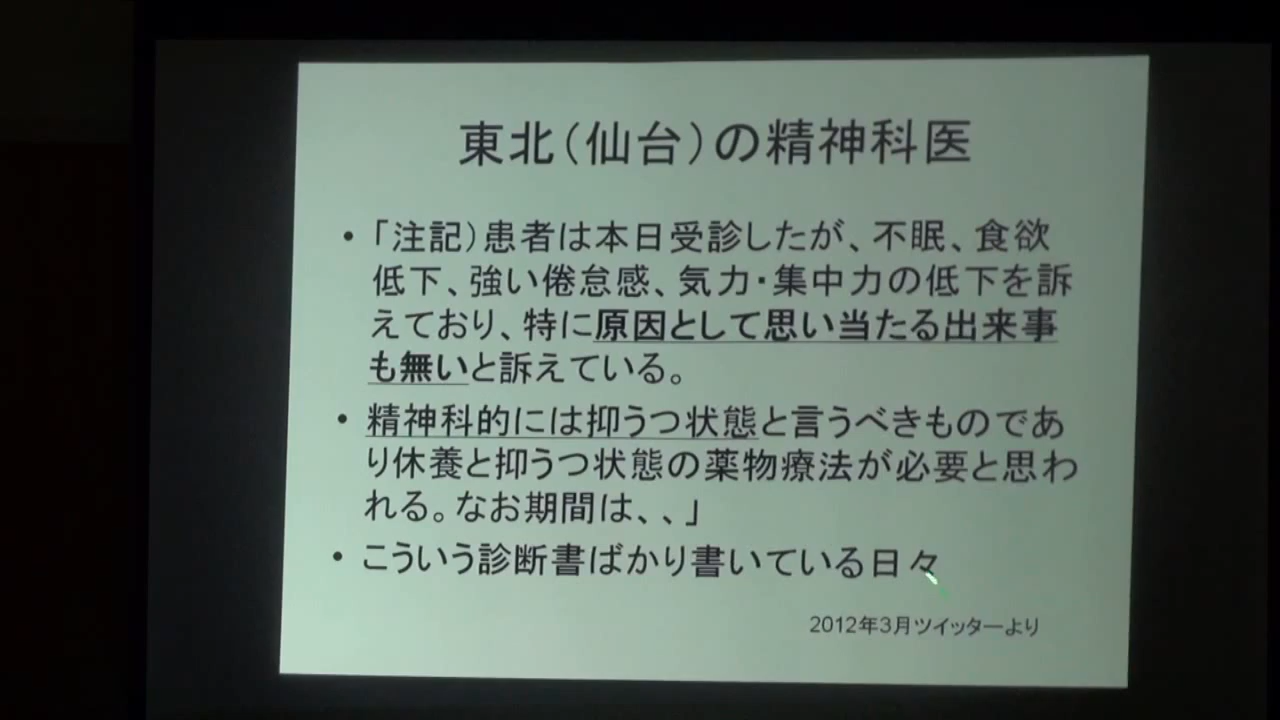 東北(仙台)の精神科医
•「注記)患者は本日受診したが、不眠、食欲
低下、強い倦怠感、気力・集中力の低下を訴
えており、特に原因として思い当たる出来事
も無いと訴えている。
• 精神科的には抑うつ状態と言うべきものであ
り休養と抑うつ状態の薬物療法が必要と思わ
れる。なお期間は、、」
• こういう診断書ばかり書いている日々
2012年3月ツイッターより